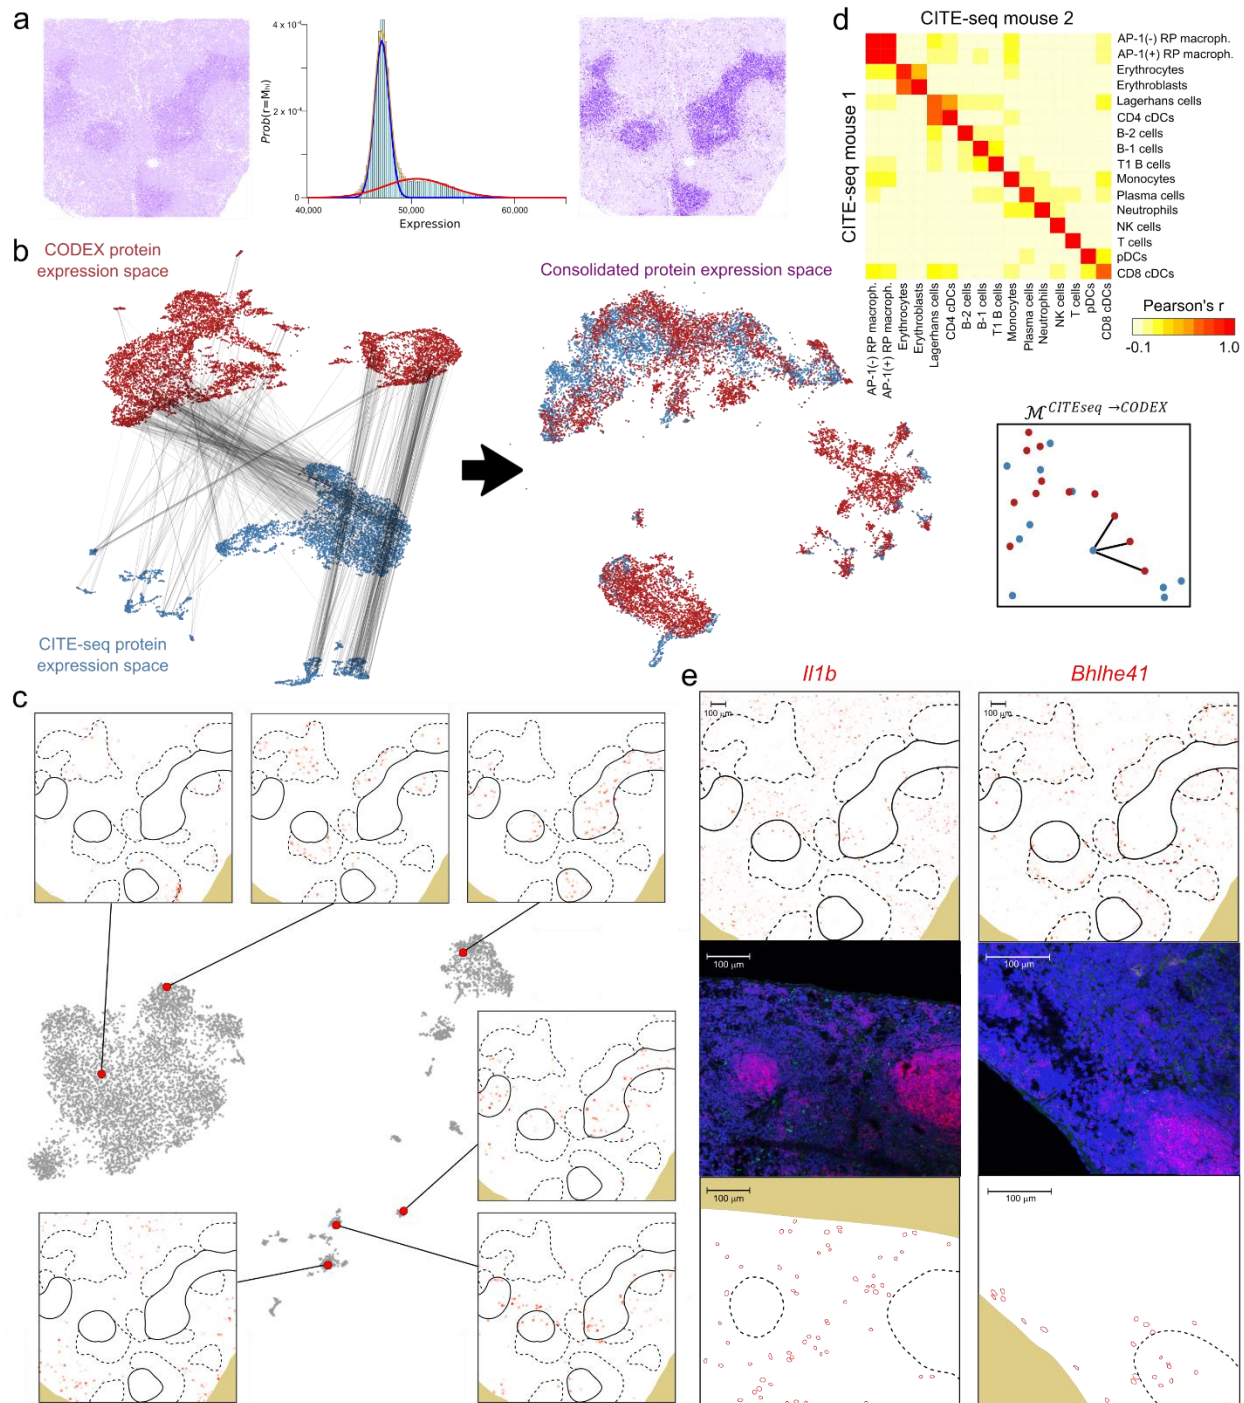 a
4 x 10⁻⁴
2 x 10⁻⁴
0
Prob(r=Mₕᵢ)
40,000
50,000
60,000
Expression
b
CODEX protein
expression space
Consolidated protein expression space
CITE-seq protein
expression space
c
d
CITE-seq mouse 2
CITE-seq mouse 1
AP-1(-) RP macroph.
AP-1(+) RP macroph.
Erythrocytes
Erythroblasts
Lagerhans cells
CD4 cDCs
B-2 cells
B-1 cells
T1 B cells
Monocytes
Plasma cells
Neutrophils
NK cells
T cells
pDCs
CD8 cDCs
AP-1(-) RP macroph.
AP-1(+) RP macroph.
Erythrocytes
Erythroblasts
Lagerhans cells
CD4 cDCs
B-2 cells
B-1 cells
T1 B cells
Monocytes
Plasma cells
Neutrophils
NK cells
T cells
pDCs
CD8 cDCs
Pearson's r
-0.1
1.0
ℳ CITEseq →CODEX
e
Il1b
Bhlhe41
100 µm
100 µm
100 µm
100 µm
100 µm
100 µm